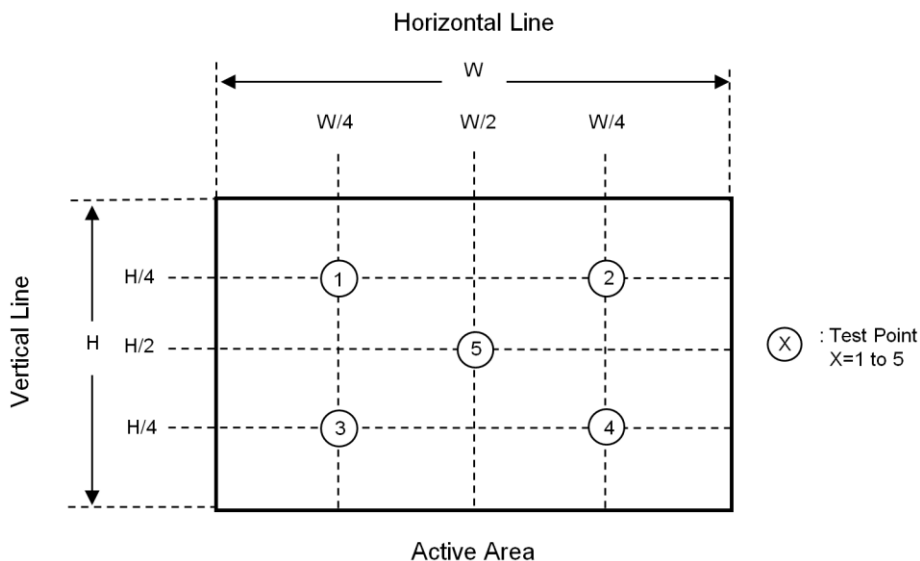 Horizontal Line
W
W/4
W/2
W/4
Vertical Line
H
H/4
H/2
H/4
1
2
5
3
4
X
: Test Point
X=1 to 5
Active Area